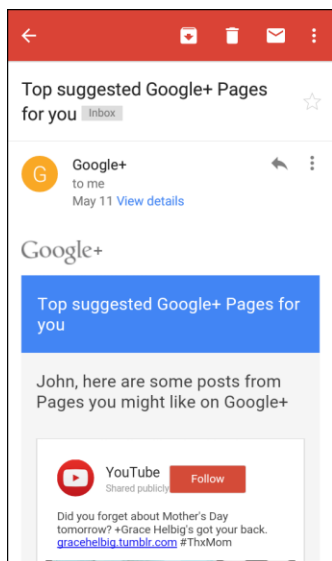 Top suggested Google+ Pages
for you Inbox
G
Google+
to me
May 11 View details
Google+
Top suggested Google+ Pages for
you
John, here are some posts from
Pages you might like on Google+
YouTube
Follow
Shared publicly
Did you forget about Mother's Day
tomorrow? +Grace Helbig's got your back.
gracehelbig.tumblr.com #ThxMom